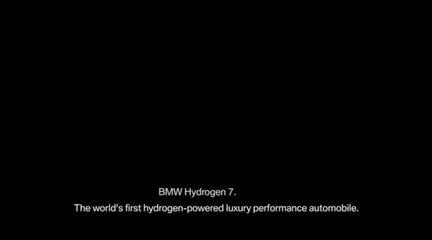 BMW Hydrogen 7.
The world's first hydrogen-powered luxury performance automobile.